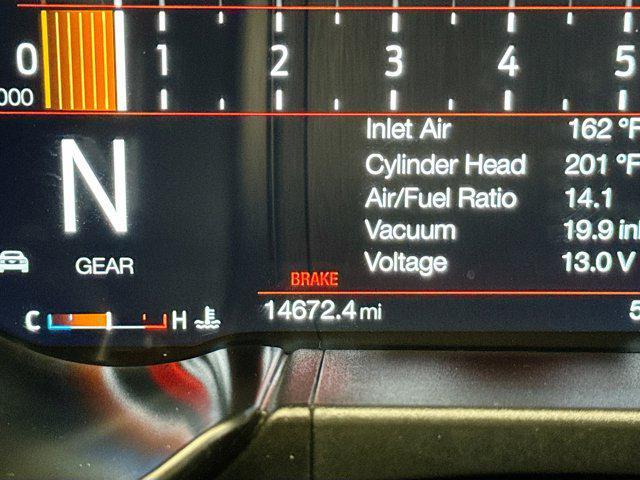 0 1 2 3 4 5
000
Inlet Air 162 °F
Cylinder Head 201 °F
Air/Fuel Ratio 14.1
Vacuum 19.9 in
Voltage 13.0 V
N
GEAR
BRAKE
C H
14672.4 mi 5